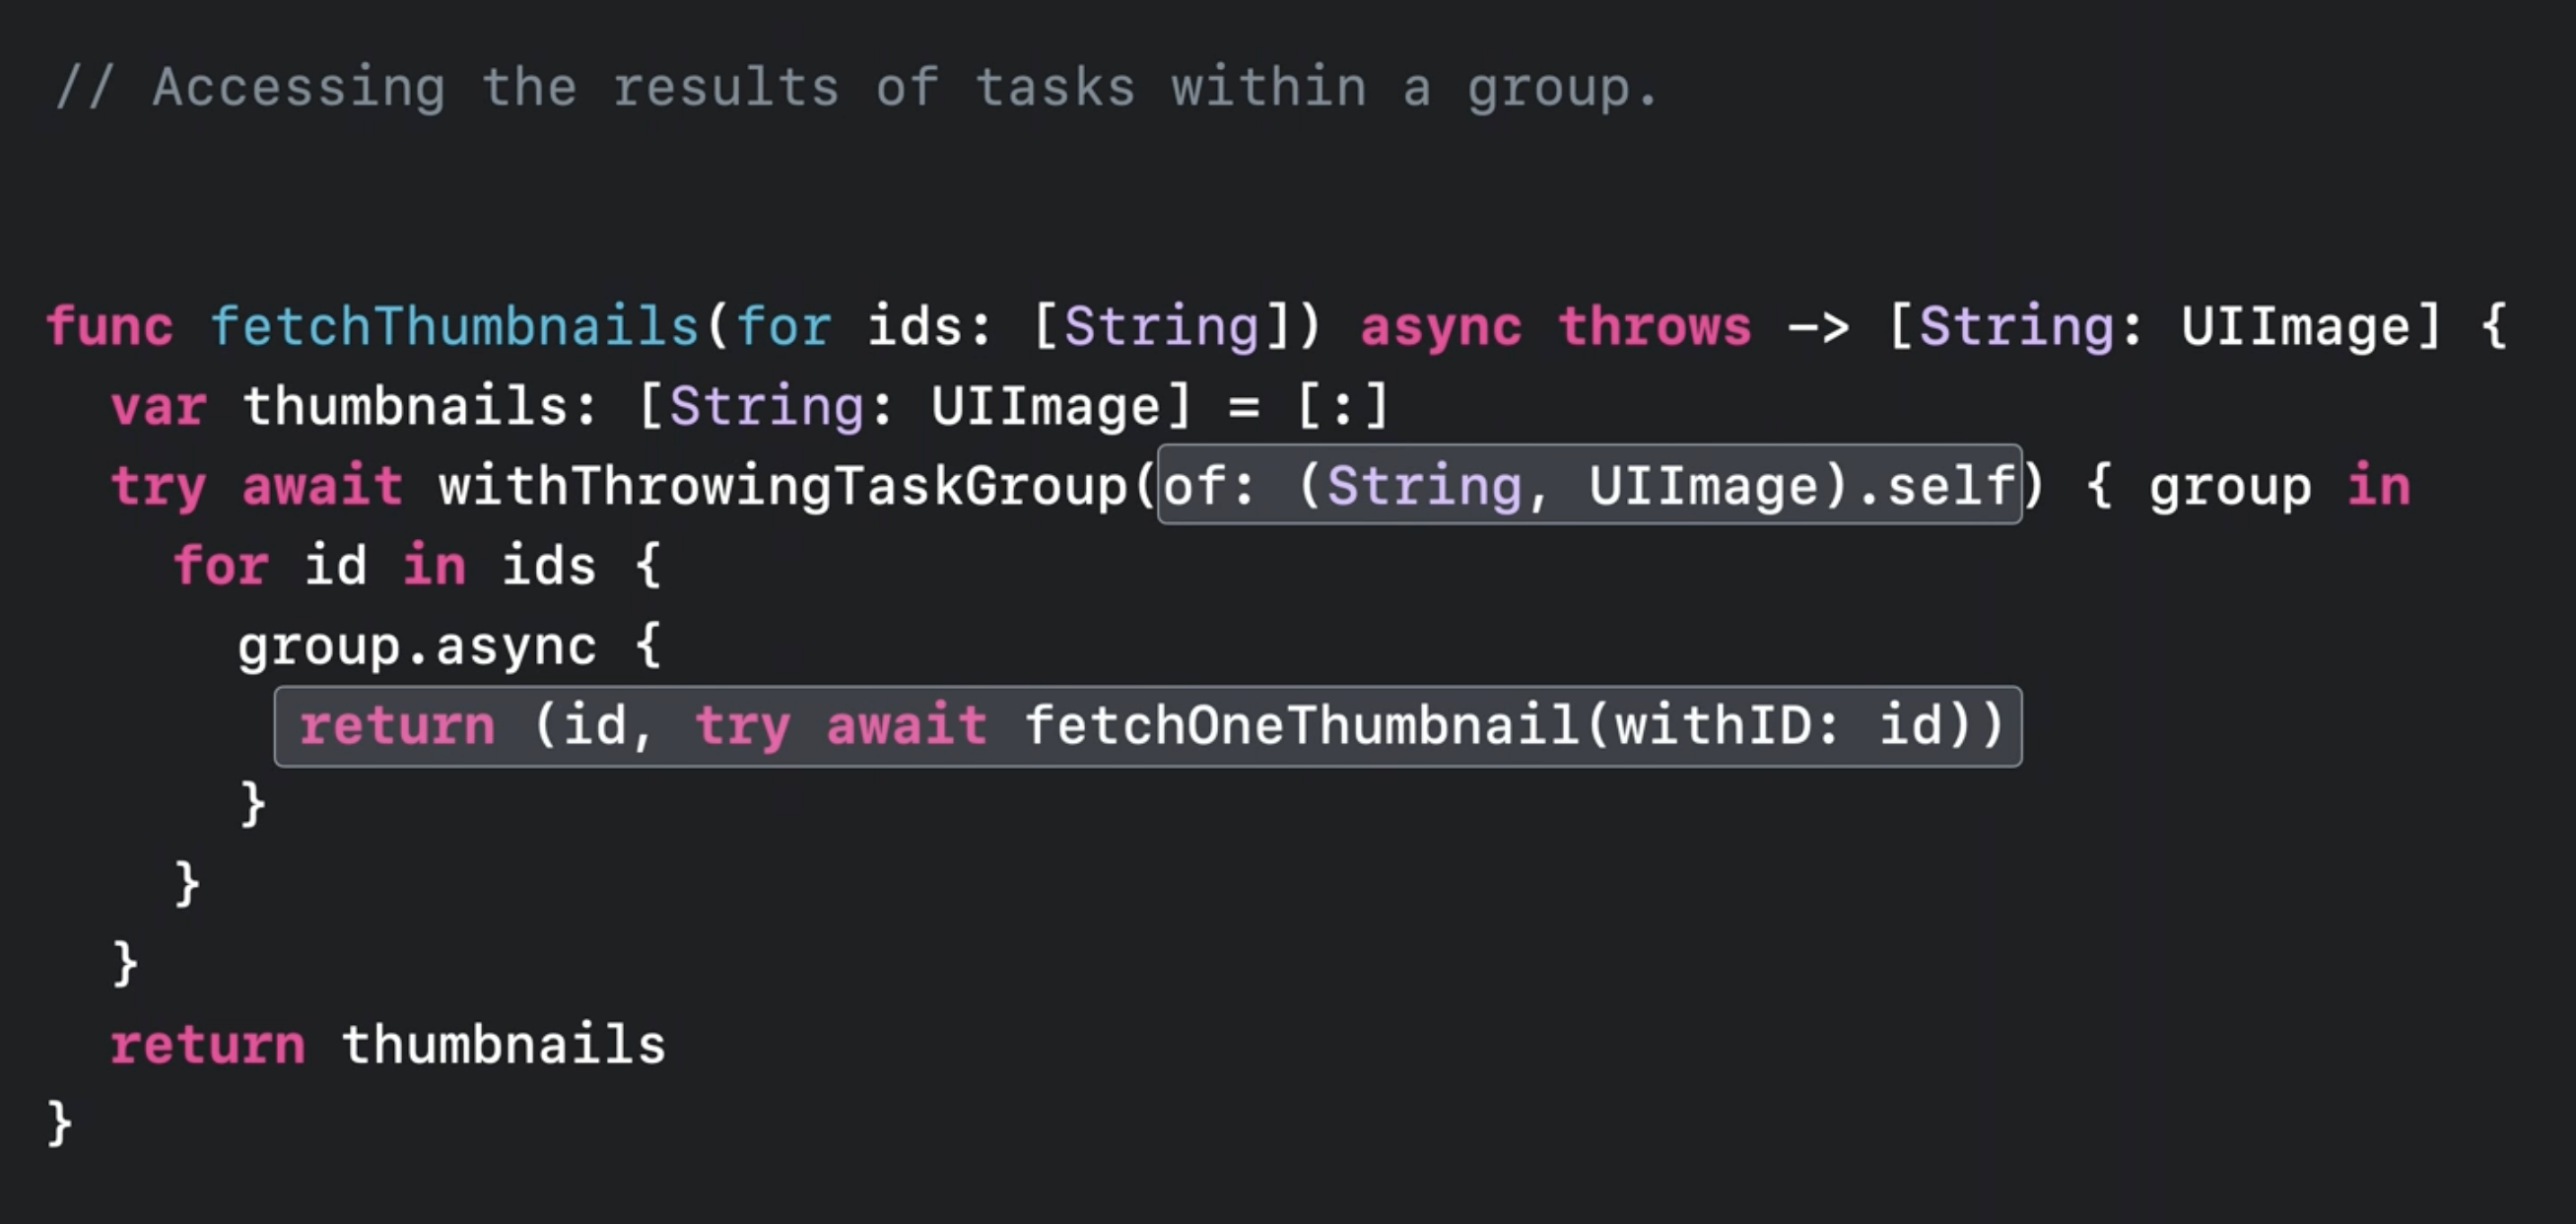 // Accessing the results of tasks within a group.
func fetchThumbnails(for ids: [String]) async throws -> [String: UIImage] {
  var thumbnails: [String: UIImage] = [:]
  try await withThrowingTaskGroup(of: (String, UIImage).self) { group in
    for id in ids {
      group.async {
        return (id, try await fetchOneThumbnail(withID: id))
      }
    }
  }
  return thumbnails
}